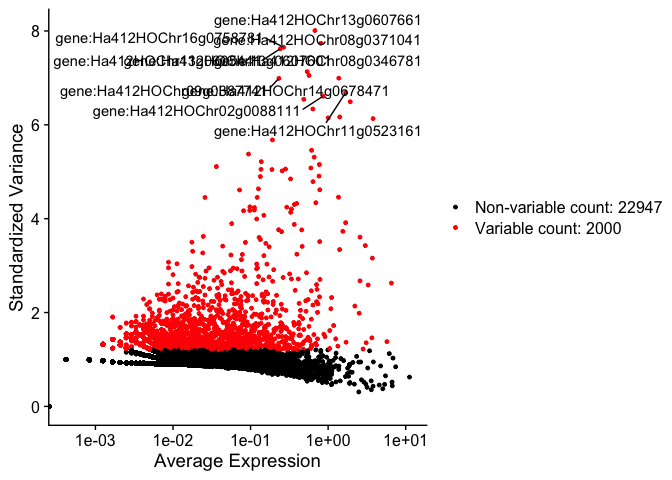 gene:Ha412HOChr13g0607661
gene:Ha412HOChr16g0758781
gene:Ha412HOChr08g0371041
gene:Ha412HOChr08g0346781
gene:Ha412HOChr14g0678471
gene:Ha412HOChr02g0088111
gene:Ha412HOChr11g0523161
8
6
4
2
0
Standardized Variance
1e-03
1e-02
1e-01
1e+00
1e+01
Average Expression
Non-variable count: 22947
Variable count: 2000